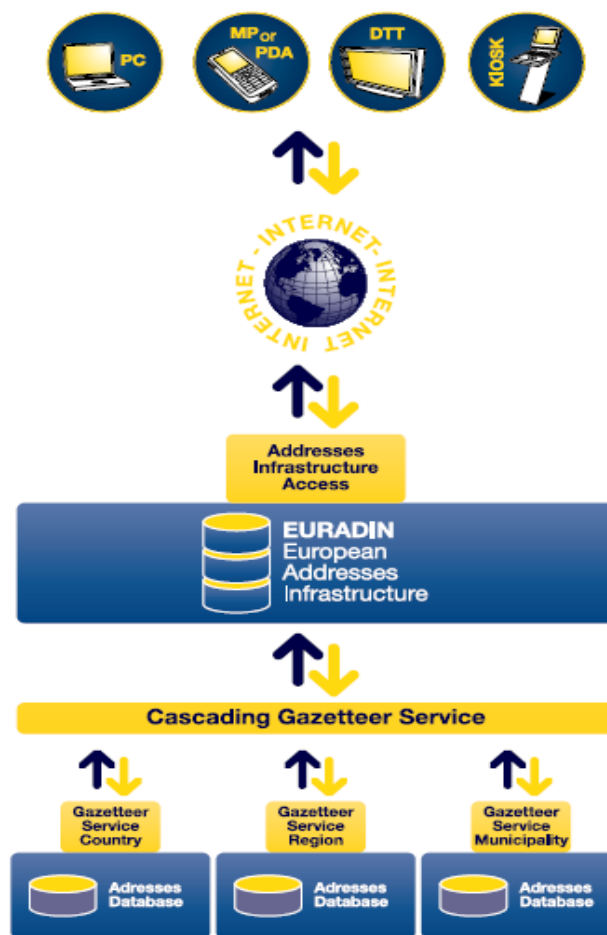 PC
MP or
PDA
DTT
KIOSK
INTERNET - INTERNET - INTERNET
Addresses
Infrastructure
Access
EURADIN
European
Addresses
Infrastructure
Cascading Gazetteer Service
Gazetteer
Service
Country
Gazetteer
Service
Region
Gazetteer
Service
Municipality
Adresses
Database
Adresses
Database
Adresses
Database